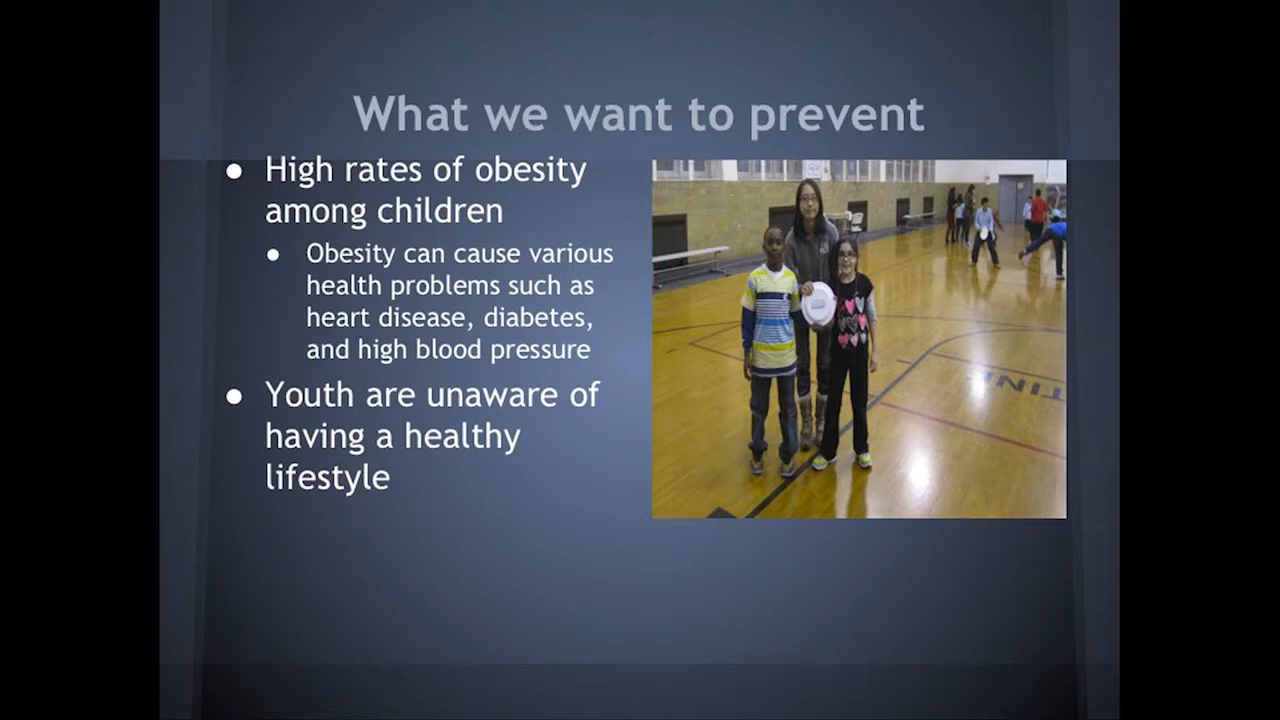 What we want to prevent
● High rates of obesity
among children
● Obesity can cause various
health problems such as
heart disease, diabetes,
and high blood pressure
● Youth are unaware of
having a healthy
lifestyle